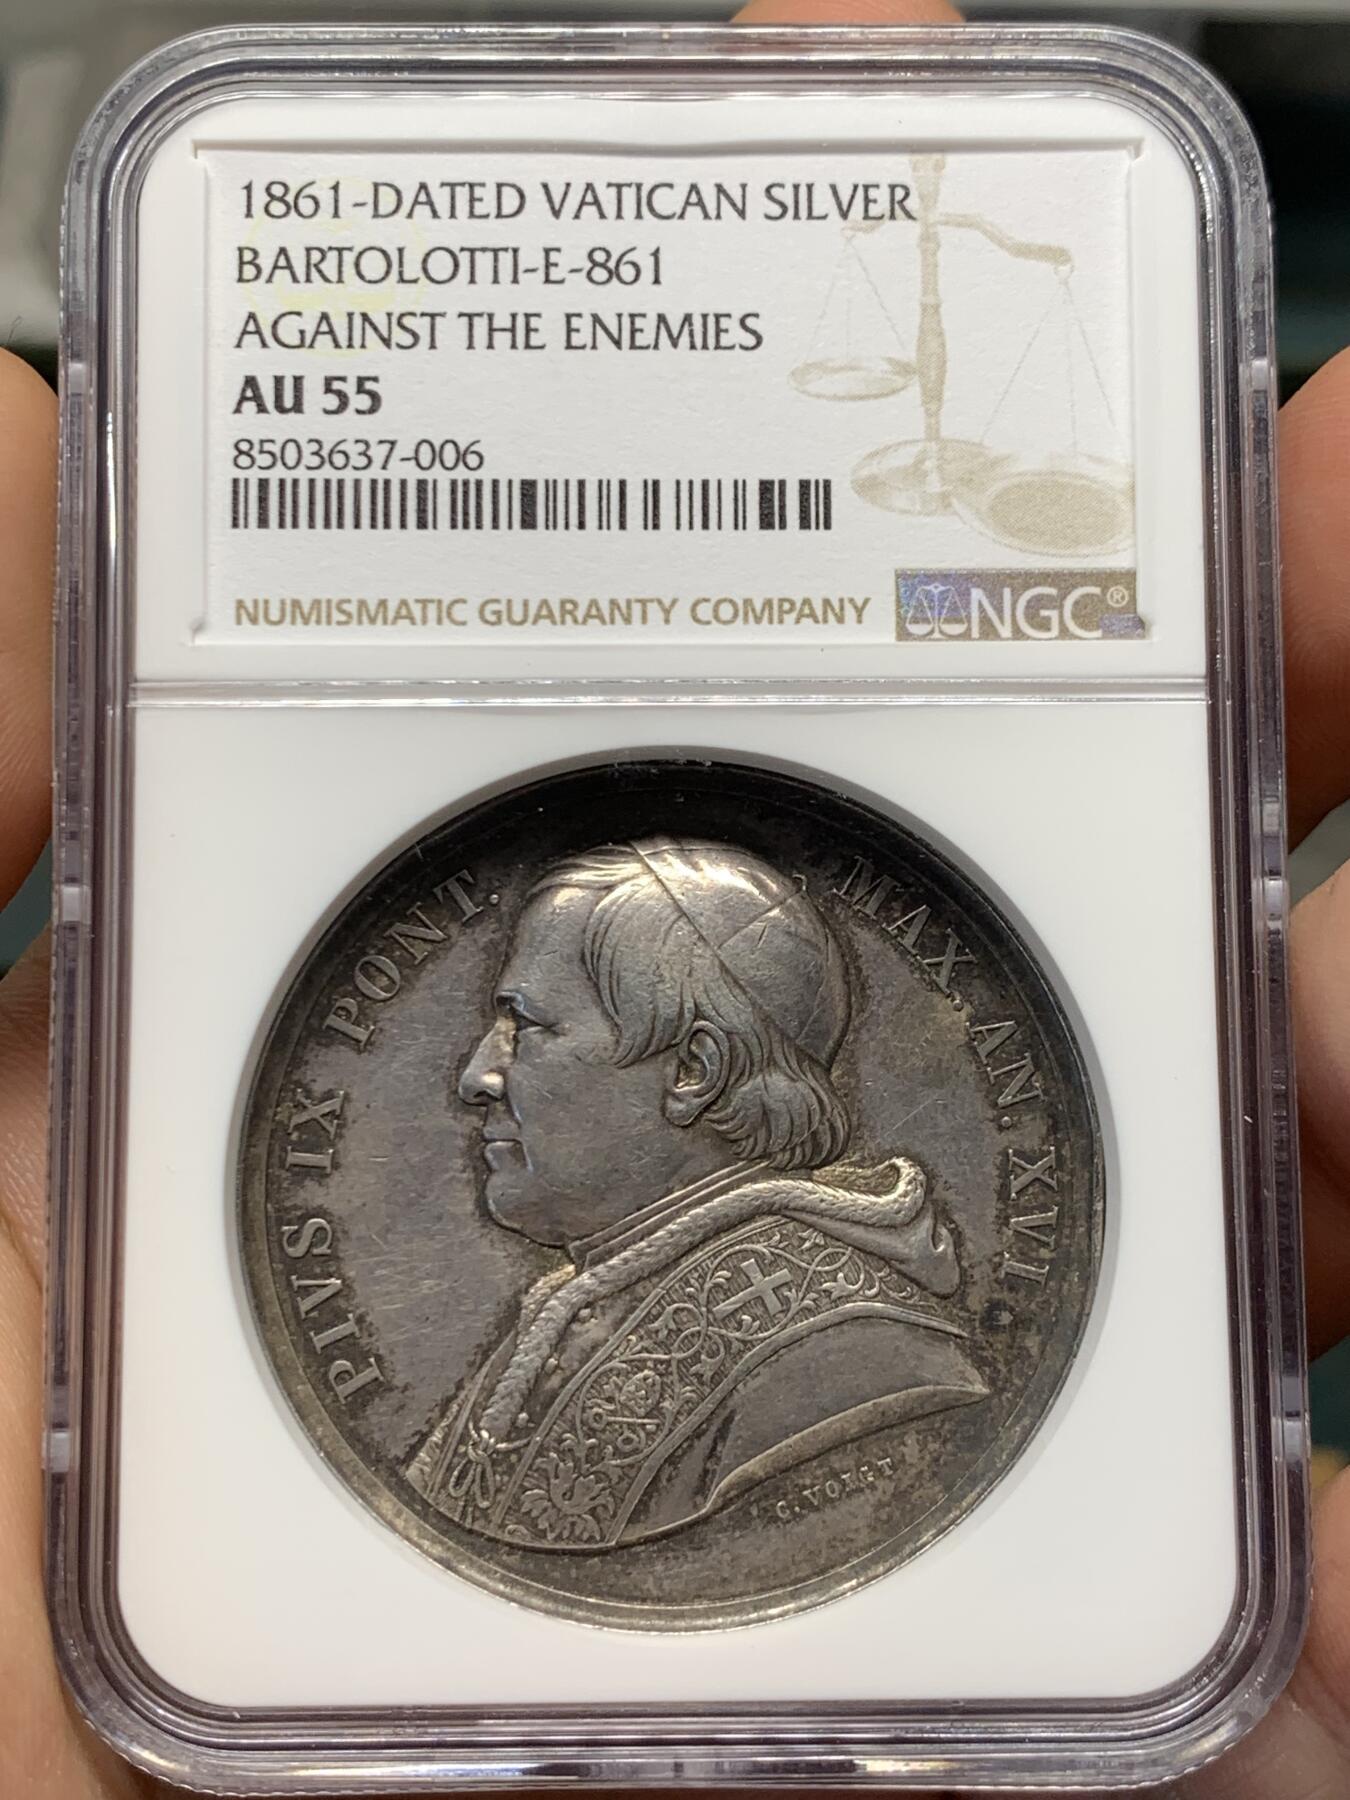 1861-DATED VATICAN SILVER
BARTOLOTTI-E-861
AGAINST THE ENEMIES
AU 55
8503637-006
NUMISMATIC GUARANTY COMPANY
NGC®
PIVS IX PONT. MAX. AN. XVI.
C. VOIGT